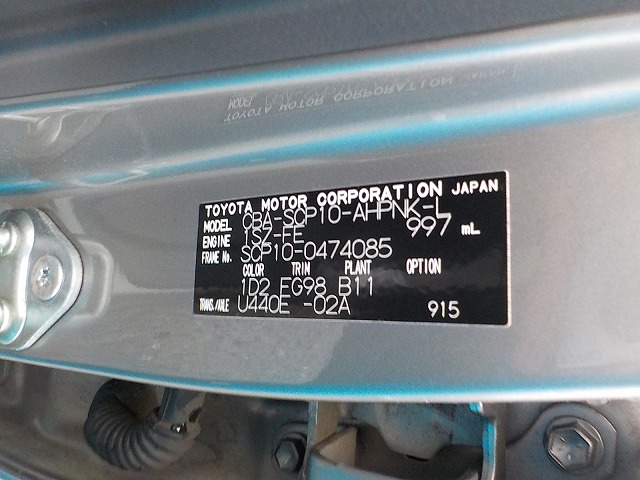 TOYOTA MOTOR CORPORATION JAPAN
MODEL CBA-SCP10-AHPNK-L
ENGINE 1SZ-FE 997 mL
FRAME No. SCP10-0474085
COLOR TRIM PLANT OPTION
1D2 FG98 B11
TRANS./AXLE U440E -02A 915